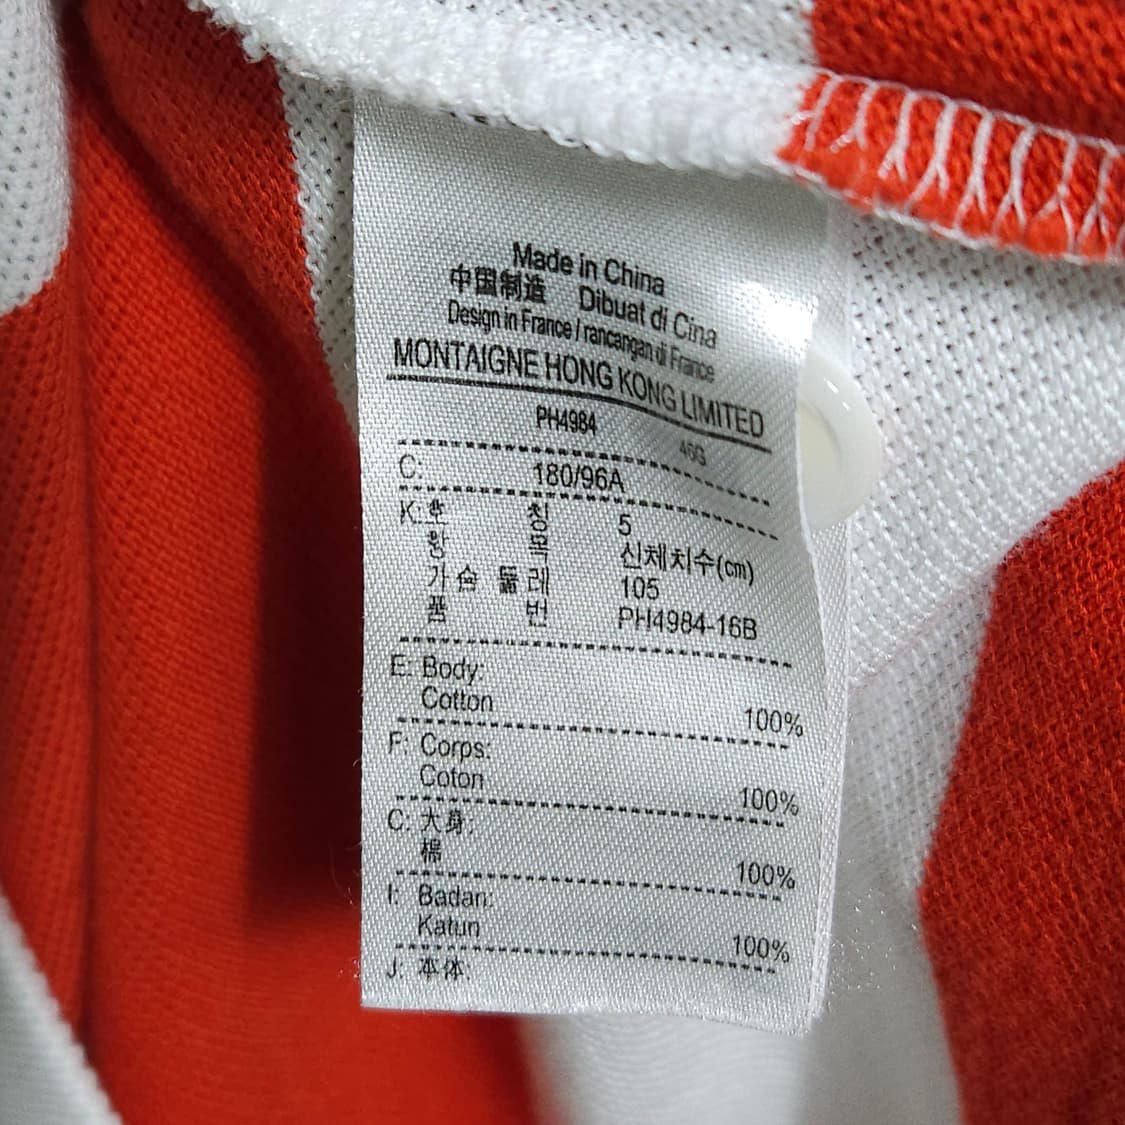 Made in China
中国制造 Dibuat di Cina
Design in France / rancangan di France
MONTAIGNE HONG KONG LIMITED
PH4984 46G
C: 180/96A
K: 호 칭 5
항 목 신체치수(cm)
가슴 둘레 105
품 번 PH4984-16B
E: Body:
Cotton 100%
F: Corps:
Coton 100%
C: 大身:
棉 100%
I: Badan:
Katun 100%
J: 本体: